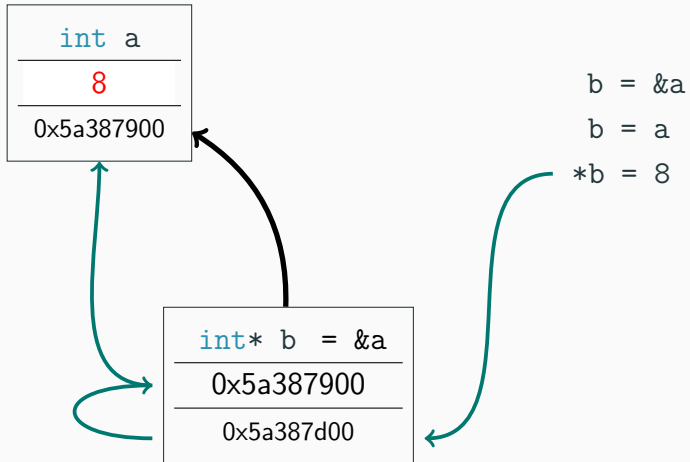 int a
8
0x5a387900
b = &a
b = a
*b = 8
int* b = &a
0x5a387900
0x5a387d00